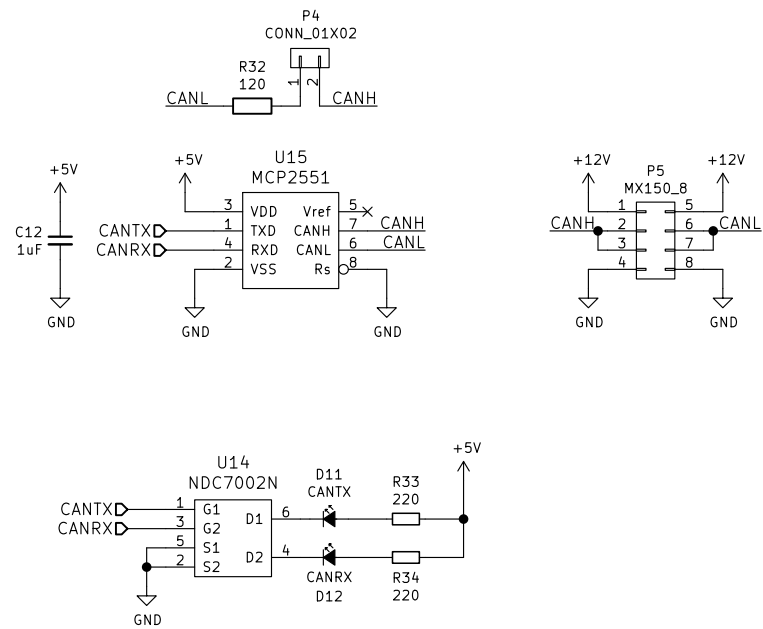 P4
CONN_01X02
R32
120
1
2
CANL
CANH
+5V
C12
1uF
GND
+5V
U15
MCP2551
3 VDD Vref 5
CANTX 1 TXD CANH 7 CANH
CANRX 4 RXD CANL 6 CANL
2 VSS Rs 8
GND
GND
+12V
P5
MX150_8
+12V
1 5
CANH 2 6 CANL
3 7
4 8
GND
GND
U14
NDC7002N
CANTX 1 G1
CANRX 3 G2
5 S1
2 S2
D1 6
D2 4
GND
D11
CANTX
R33
220
+5V
CANRX
D12
R34
220